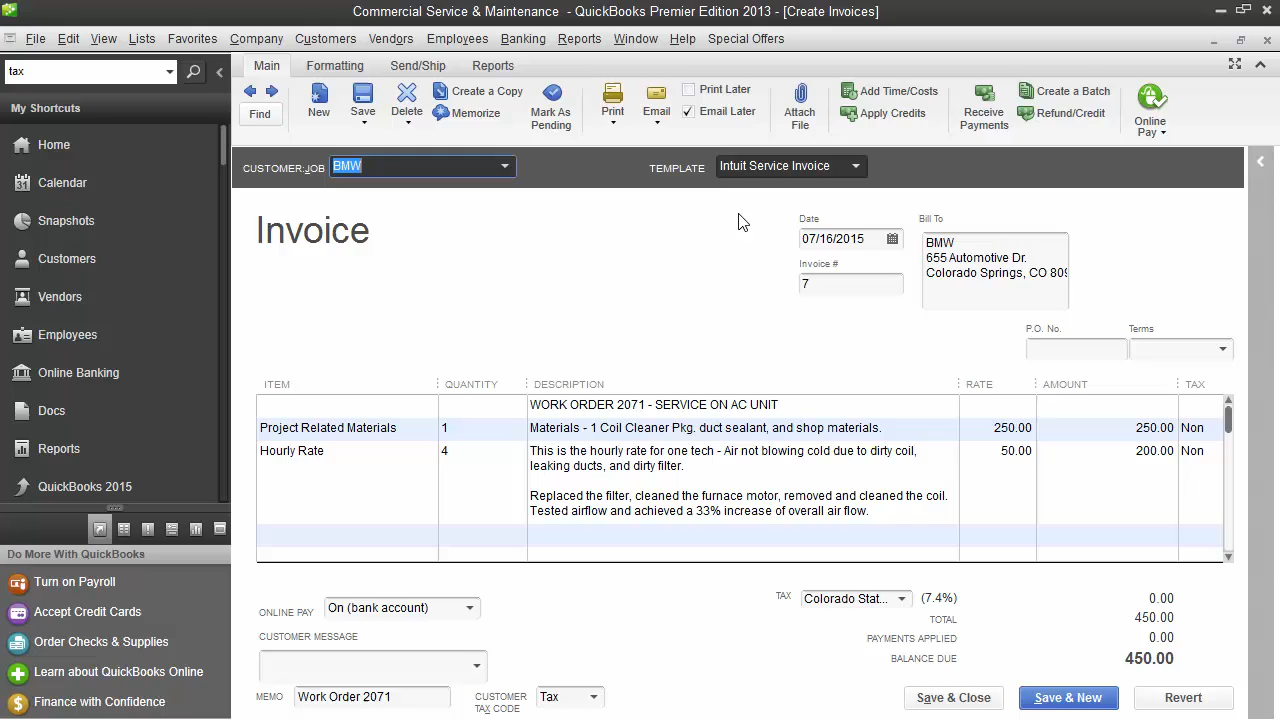 Commercial Service & Maintenance - QuickBooks Premier Edition 2013 - [Create Invoices]
File Edit View Lists Favorites Company Customers Vendors Employees Banking Reports Window Help Special Offers
tax
My Shortcuts
Home
Calendar
Snapshots
Customers
Vendors
Employees
Online Banking
Docs
Reports
QuickBooks 2015
Do More With QuickBooks
Turn on Payroll
Accept Credit Cards
Order Checks & Supplies
Learn about QuickBooks Online
Finance with Confidence
Main Formatting Send/Ship Reports
Find
New
Save
Delete
Create a Copy
Memorize
Mark As
Pending
Print
Email
Print Later
Email Later
Attach
File
Add Time/Costs
Apply Credits
Receive
Payments
Create a Batch
Refund/Credit
Online
Pay
CUSTOMER:JOB BMW TEMPLATE Intuit Service Invoice
Invoice
Date
07/16/2015
Invoice #
7
Bill To
BMW
655 Automotive Dr.
Colorado Springs, CO 809
P.O. No. Terms
ITEM QUANTITY DESCRIPTION RATE AMOUNT TAX
WORK ORDER 2071 - SERVICE ON AC UNIT
Project Related Materials 1 Materials - 1 Coil Cleaner Pkg. duct sealant, and shop materials. 250.00 250.00 Non
Hourly Rate 4 This is the hourly rate for one tech - Air not blowing cold due to dirty coil, 50.00 200.00 Non
leaking ducts, and dirty filter.
Replaced the filter, cleaned the furnace motor, removed and cleaned the coil.
Tested airflow and achieved a 33% increase of overall air flow.
ONLINE PAY On (bank account)
CUSTOMER MESSAGE
MEMO Work Order 2071
CUSTOMER
TAX CODE
Tax
TAX Colorado Stat... (7.4%) 0.00
TOTAL 450.00
PAYMENTS APPLIED 0.00
BALANCE DUE 450.00
Save & Close Save & New Revert